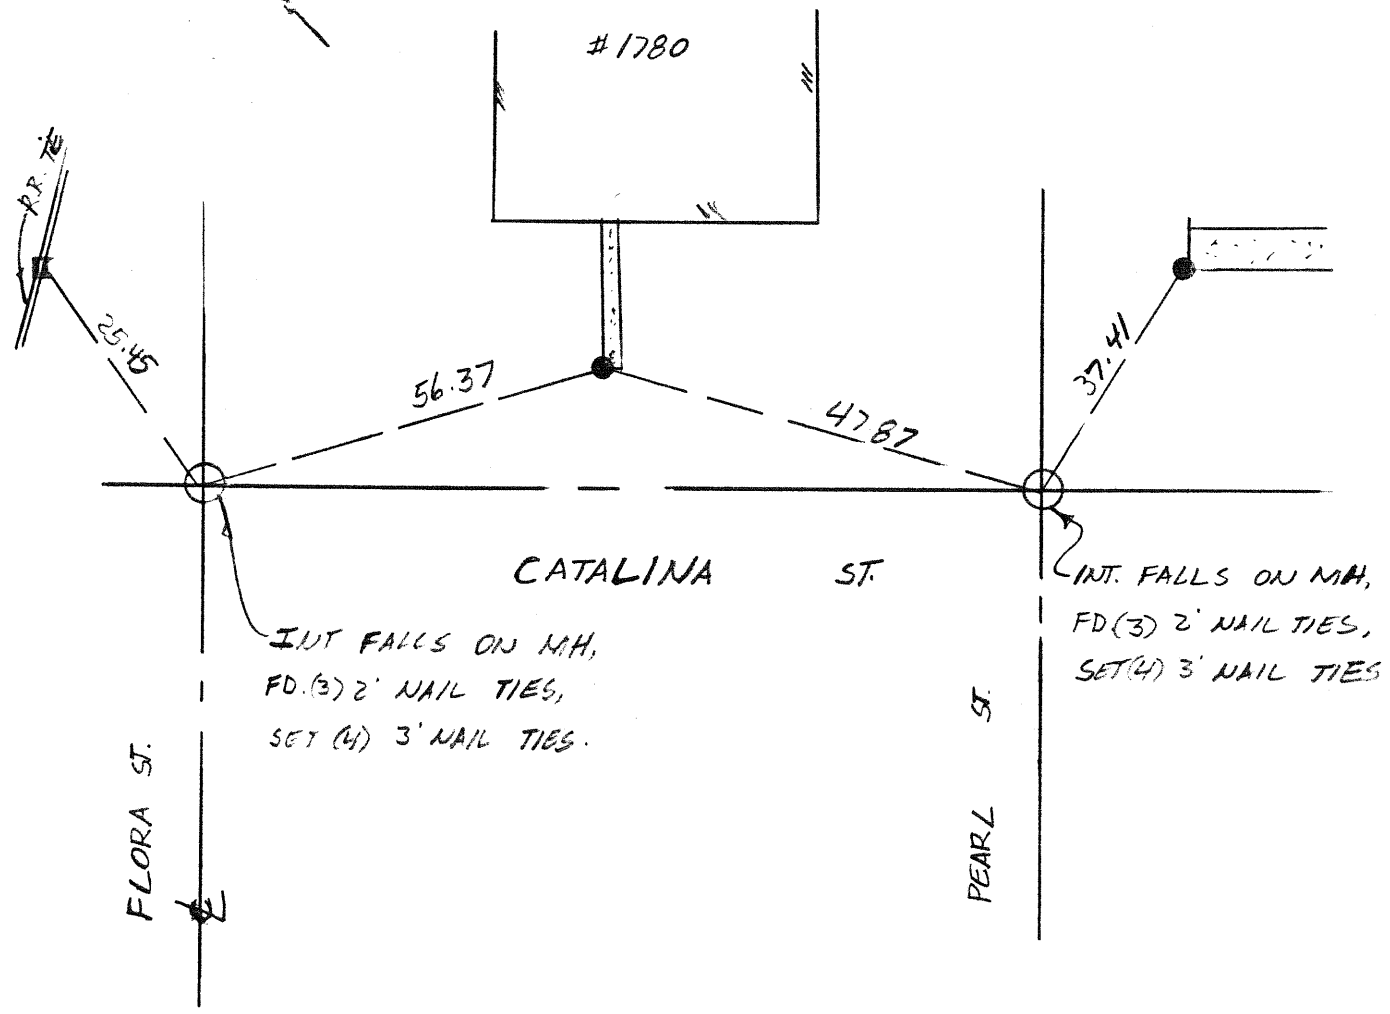 #1780
R.R. TIE
25.45
56.37
47.87
37.41
CATALINA ST.
INT. FALLS ON MH,
FD.(3) 2' NAIL TIES,
SET(4) 3' NAIL TIES
INT FALLS ON MH,
FD.(3) 2' NAIL TIES,
SET (4) 3' NAIL TIES.
FLORA ST.
PEARL ST.